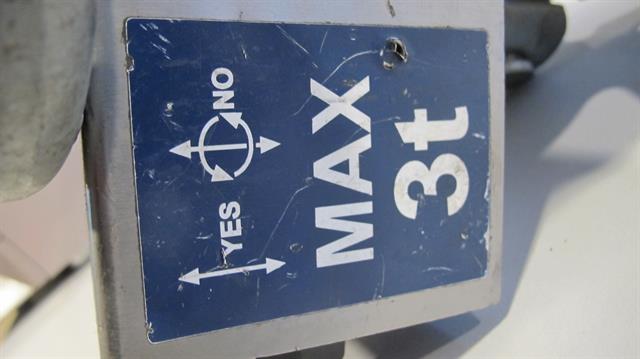 YES NO
MAX
3t